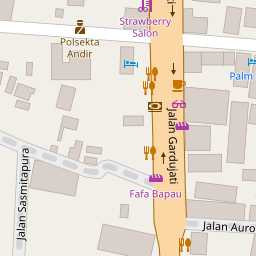 Strawberry
Salon
Polsekta
Andir
Palm
Jalan Gardujati
Jalan Sasmitapura
Fafa Bapau
Jalan Auro